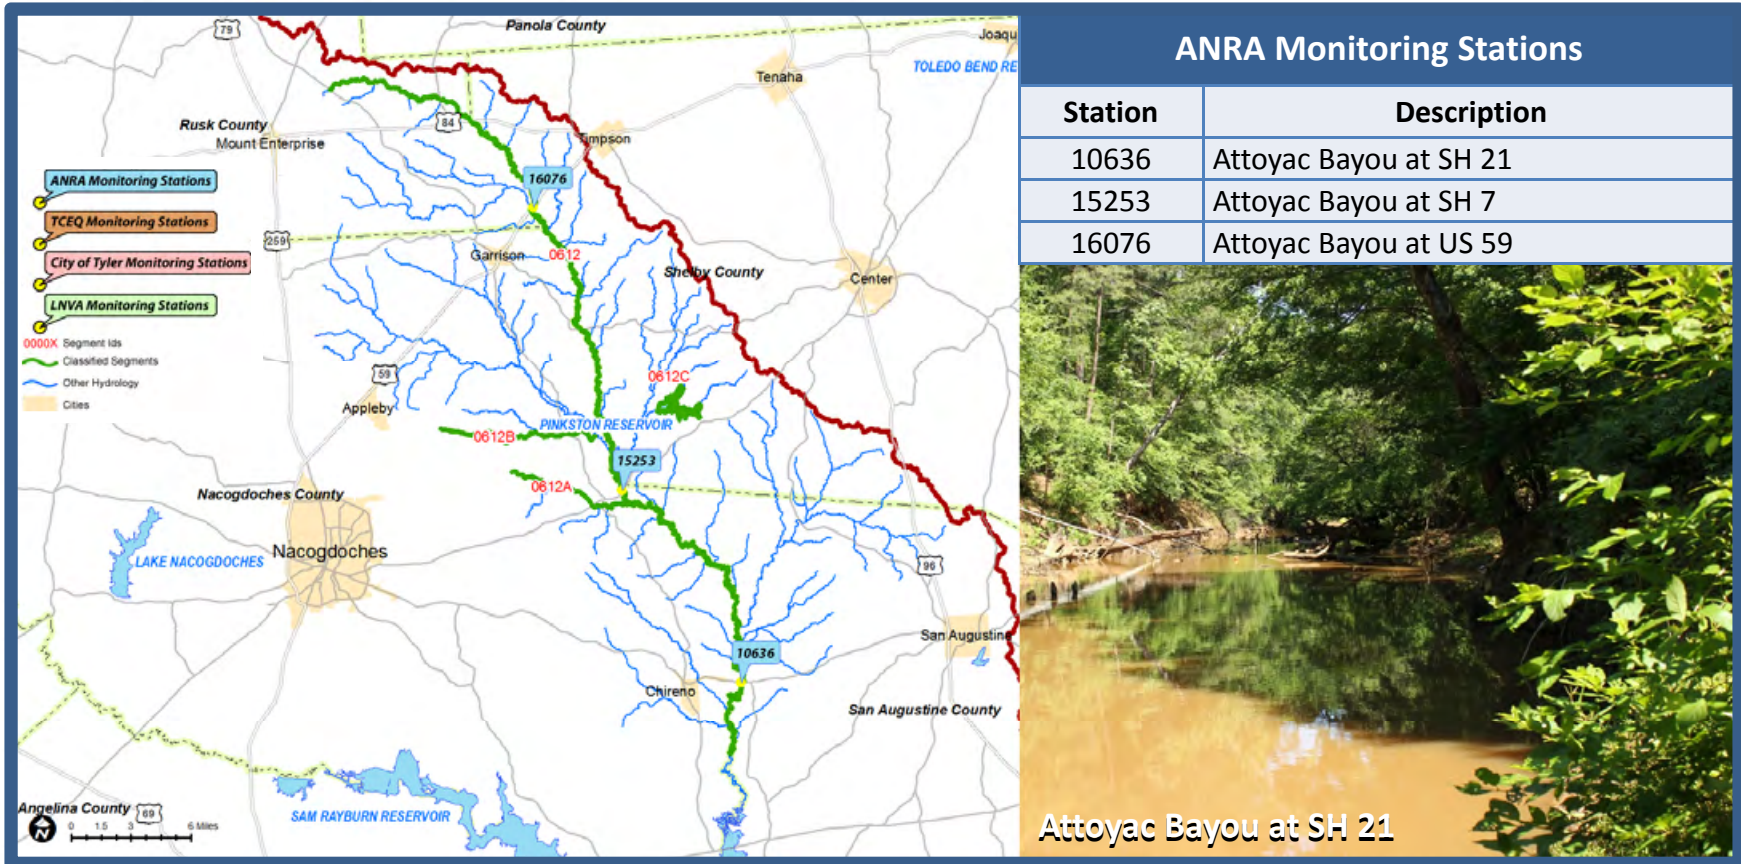 79
Panola County
Joaqu
TOLEDO BEND RE
Tenaha
84
Rusk County
Mount Enterprise
Timpson
ANRA Monitoring Stations
16076
TCEQ Monitoring Stations
259
Garrison
0612
City of Tyler Monitoring Stations
Shelby County
Center
LNVA Monitoring Stations
0000X Segment Ids
Classified Segments
Other Hydrology
Cities
59
0612C
Appleby
PINKSTON RESERVOIR
0612B
15253
0612A
Nacogdoches County
Nacogdoches
LAKE NACOGDOCHES
96
San Augustine
10636
Chireno
San Augustine County
Angelina County
69
SAM RAYBURN RESERVOIR
N
0 1.5 3 6 Miles
ANRA Monitoring Stations
Station Description
10636 Attoyac Bayou at SH 21
15253 Attoyac Bayou at SH 7
16076 Attoyac Bayou at US 59
Attoyac Bayou at SH 21